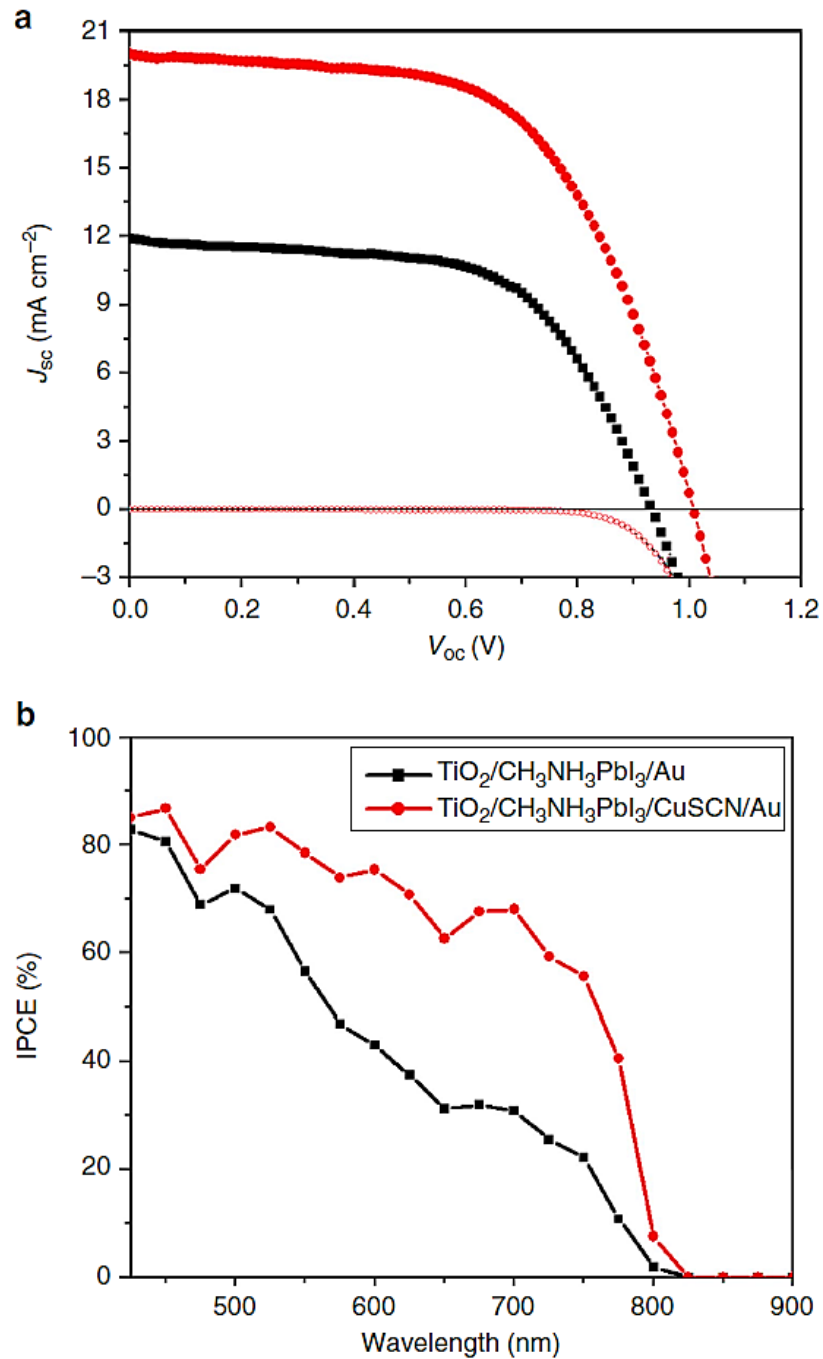 a
21
18
15
12
9
6
3
0
−3
J_sc (mA cm⁻²)
0.0 0.2 0.4 0.6 0.8 1.0 1.2
V_oc (V)
b
100
80
60
40
20
0
IPCE (%)
TiO₂/CH₃NH₃PbI₃/Au
TiO₂/CH₃NH₃PbI₃/CuSCN/Au
500 600 700 800 900
Wavelength (nm)